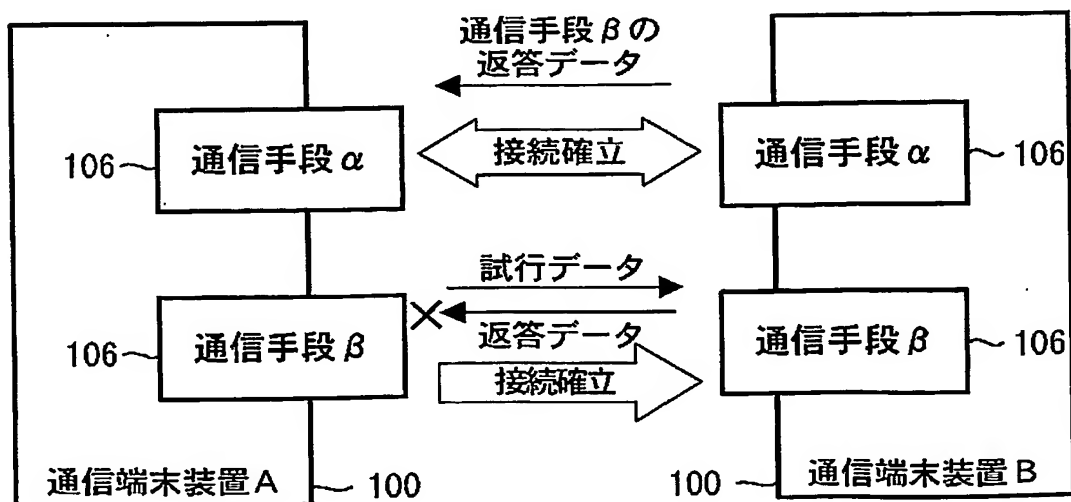 通信手段βの
返答データ
106
通信手段α
接続確立
通信手段α
106
試行データ
106
通信手段β
返答データ
接続確立
通信手段β
106
通信端末装置A
100
100
通信端末装置B